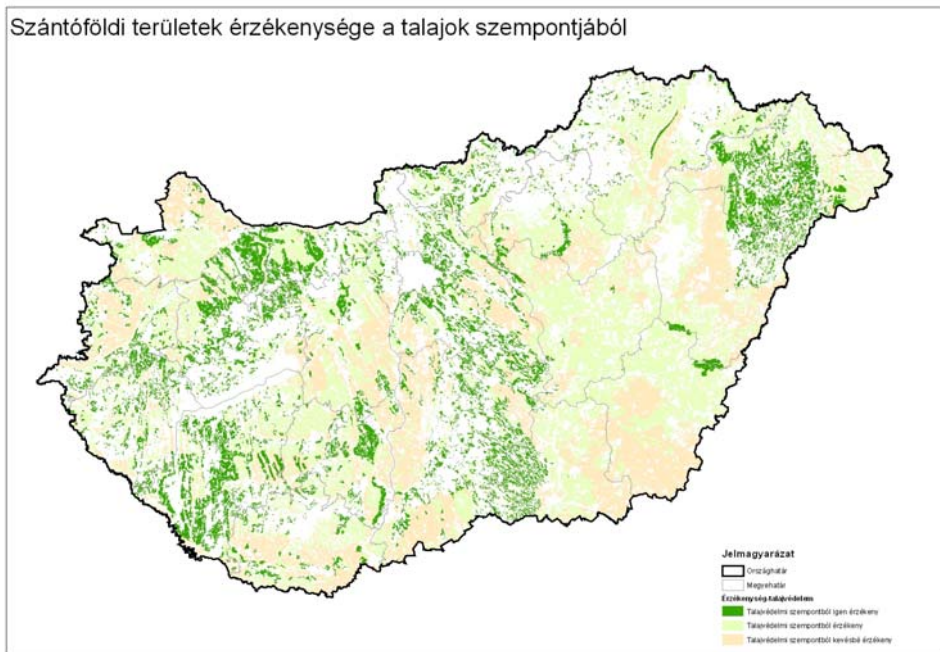 Szántóföldi területek érzékenysége a talajok szempontjából
Jelmagyarázat
Országhatár
Megyehatár
Érzékenység-talajvédelem
Talajvédelmi szempontból igen érzékeny
Talajvédelmi szempontból érzékeny
Talajvédelmi szempontból kevésbé érzékeny